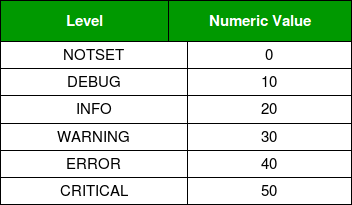 Level Numeric Value
NOTSET 0
DEBUG 10
INFO 20
WARNING 30
ERROR 40
CRITICAL 50